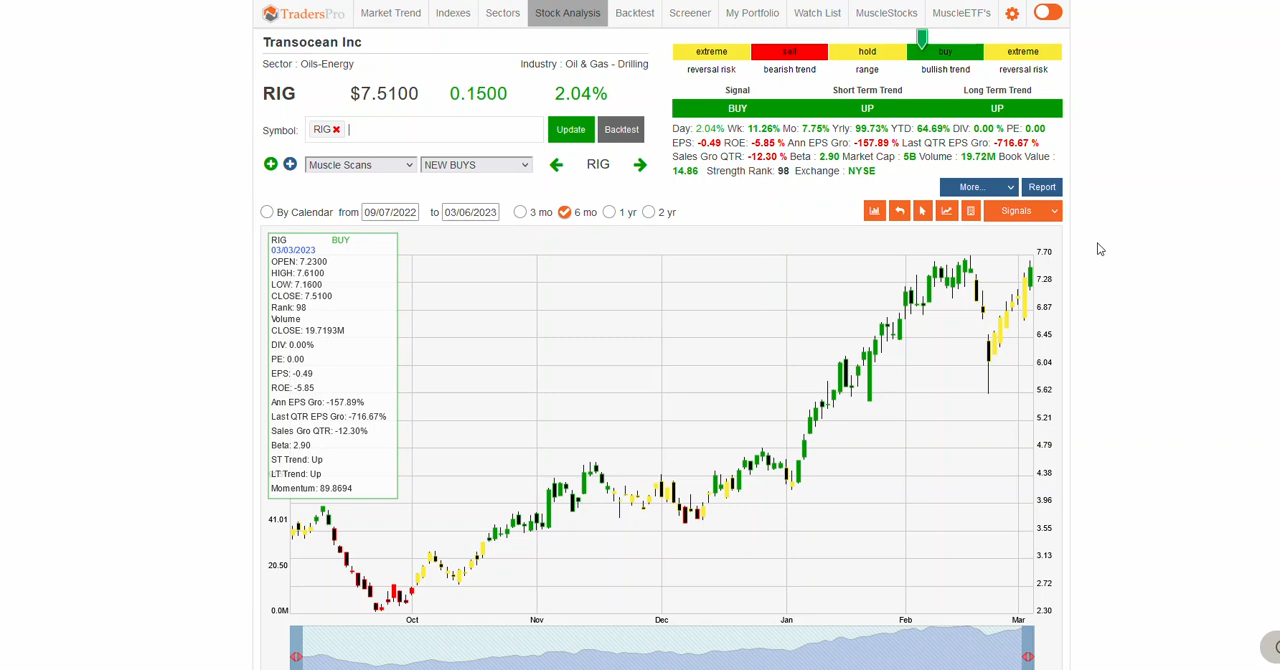 TradersPro Market Trend Indexes Sectors Stock Analysis Backtest Screener My Portfolio Watch List MuscleStocks MuscleETF's
Transocean Inc
Sector : Oils-Energy Industry : Oil & Gas - Drilling
RIG $7.5100 0.1500 2.04%
Symbol: RIG Update Backtest
Muscle Scans NEW BUYS RIG
extreme sell hold buy extreme
reversal risk bearish trend range bullish trend reversal risk
Signal Short Term Trend Long Term Trend
BUY UP UP
Day: 2.04% Wk: 11.26% Mo: 7.75% Yrly: 99.73% YTD: 64.69% DIV: 0.00 % PE: 0.00
EPS: -0.49 ROE: -5.85 % Ann EPS Gro: -157.89 % Last QTR EPS Gro: -716.67 %
Sales Gro QTR: -12.30 % Beta : 2.90 Market Cap : 5B Volume : 19.72M Book Value :
14.86 Strength Rank: 98 Exchange : NYSE
More... Report
By Calendar from 09/07/2022 to 03/06/2023 3 mo 6 mo 1 yr 2 yr
Signals
RIG BUY
03/03/2023
OPEN: 7.2300
HIGH: 7.6100
LOW: 7.1600
CLOSE: 7.5100
Rank: 98
Volume
CLOSE: 19.7193M
DIV: 0.00%
PE: 0.00
EPS: -0.49
ROE: -5.85
Ann EPS Gro: -157.89%
Last QTR EPS Gro: -716.67%
Sales Gro QTR: -12.30%
Beta: 2.90
ST Trend: Up
LT Trend: Up
Momentum: 89.8694
41.01
20.50
0.0M
7.70
7.28
6.87
6.45
6.04
5.62
5.21
4.79
4.38
3.96
3.55
3.13
2.72
2.30
Oct Nov Dec Jan Feb Mar